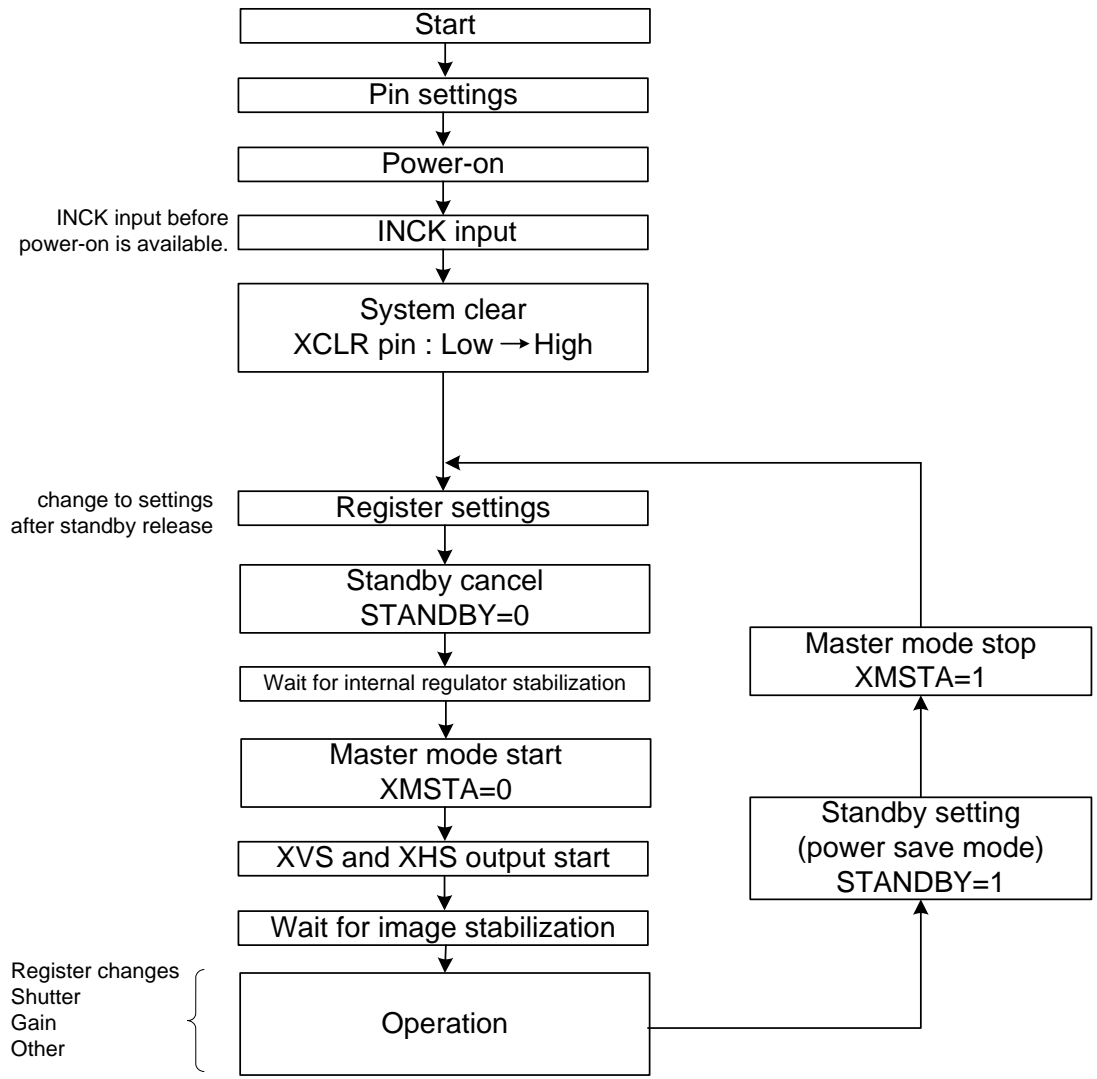 Start
Pin settings
Power-on
INCK input before
power-on is available.
INCK input
System clear
XCLR pin : Low → High
change to settings
after standby release
Register settings
Standby cancel
STANDBY=0
Wait for internal regulator stabilization
Master mode start
XMSTA=0
XVS and XHS output start
Wait for image stabilization
Register changes
Shutter
Gain
Other
Operation
Master mode stop
XMSTA=1
Standby setting
(power save mode)
STANDBY=1